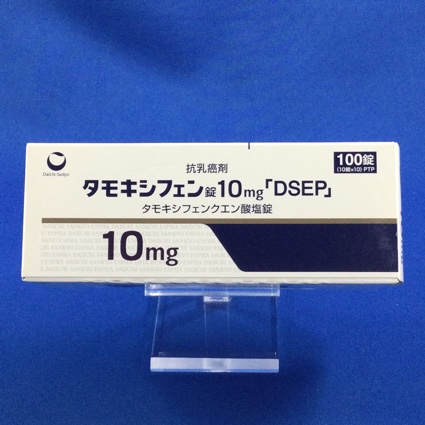 抗乳癌剤
100錠
(10錠×10) PTP
タモキシフェン錠10mg「DSEP」
Daiichi-Sankyo
タモキシフェンクエン酸塩錠
10mg